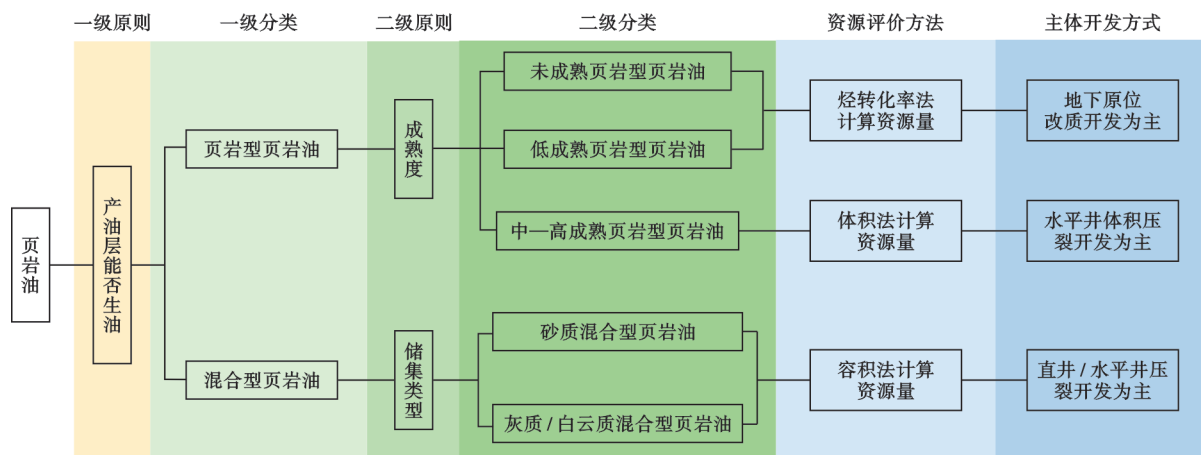 一级原则
一级分类
二级原则
二级分类
资源评价方法
主体开发方式
页岩油
产油层能否生油
页岩型页岩油
混合型页岩油
成熟度
储集类型
未成熟页岩型页岩油
低成熟页岩型页岩油
中—高成熟页岩型页岩油
砂质混合型页岩油
灰质/白云质混合型页岩油
烃转化率法
计算资源量
体积法计算
资源量
容积法计算
资源量
地下原位
改质开发为主
水平井体积压
裂开发为主
直井/水平井压
裂开发为主